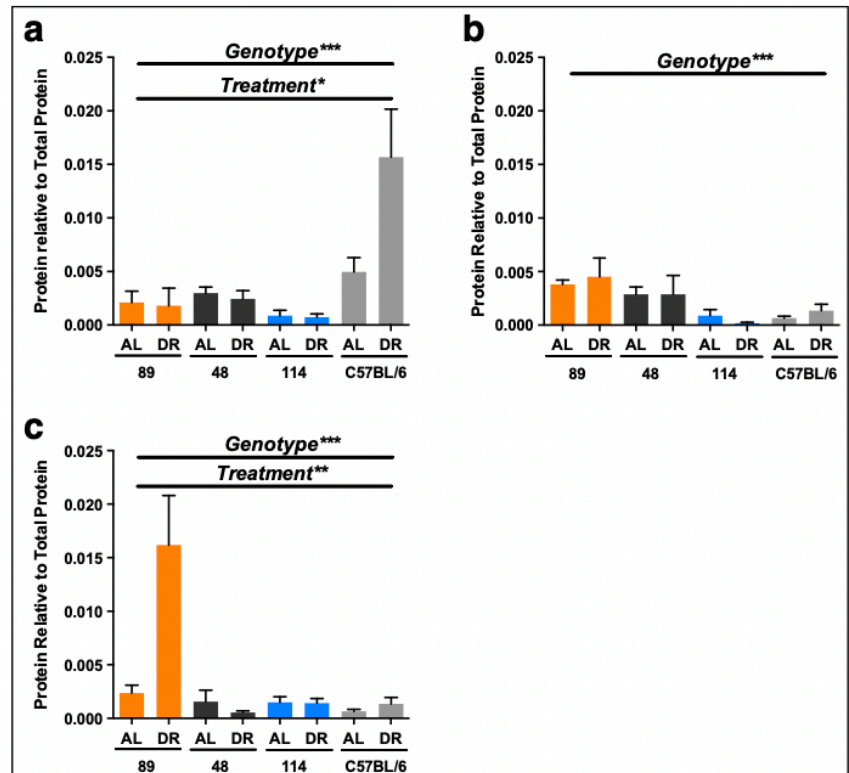 a
Genotype***
Treatment*
Protein relative to Total Protein
0.025
0.020
0.015
0.010
0.005
0.000
AL DR AL DR AL DR AL DR
89 48 114 C57BL/6
b
Genotype***
Protein Relative to Total Protein
0.025
0.020
0.015
0.010
0.005
0.000
AL DR AL DR AL DR AL DR
89 48 114 C57BL/6
c
Genotype***
Treatment**
Protein Relative to Total Protein
0.025
0.020
0.015
0.010
0.005
0.000
AL DR AL DR AL DR AL DR
89 48 114 C57BL/6